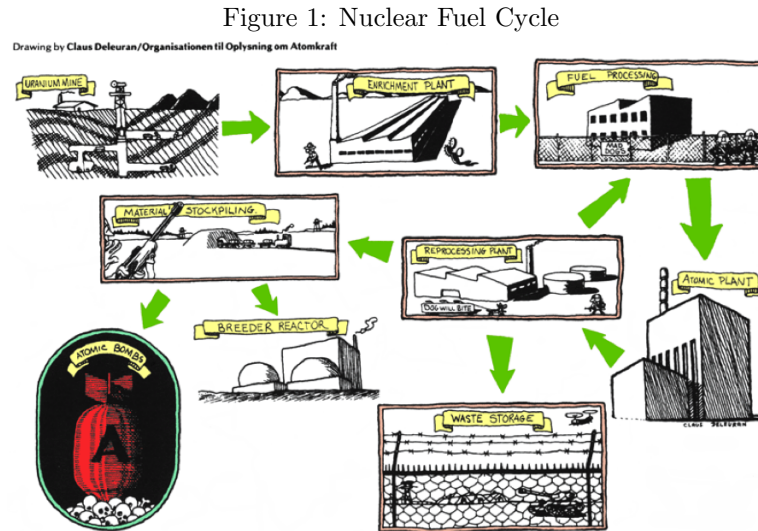 Figure 1: Nuclear Fuel Cycle
Drawing by Claus Deleuran/Organisationen til Oplysning om Atomkraft
URANIUM MINE
ENRICHMENT PLANT
FUEL PROCESSING
MAD DOGS
MATERIAL STOCKPILING
REPROCESSING PLANT
DOG WILL BITE
ATOMIC PLANT
BREEDER REACTOR
ATOMIC BOMBS
A
WASTE STORAGE
CLAUS DELEURAN